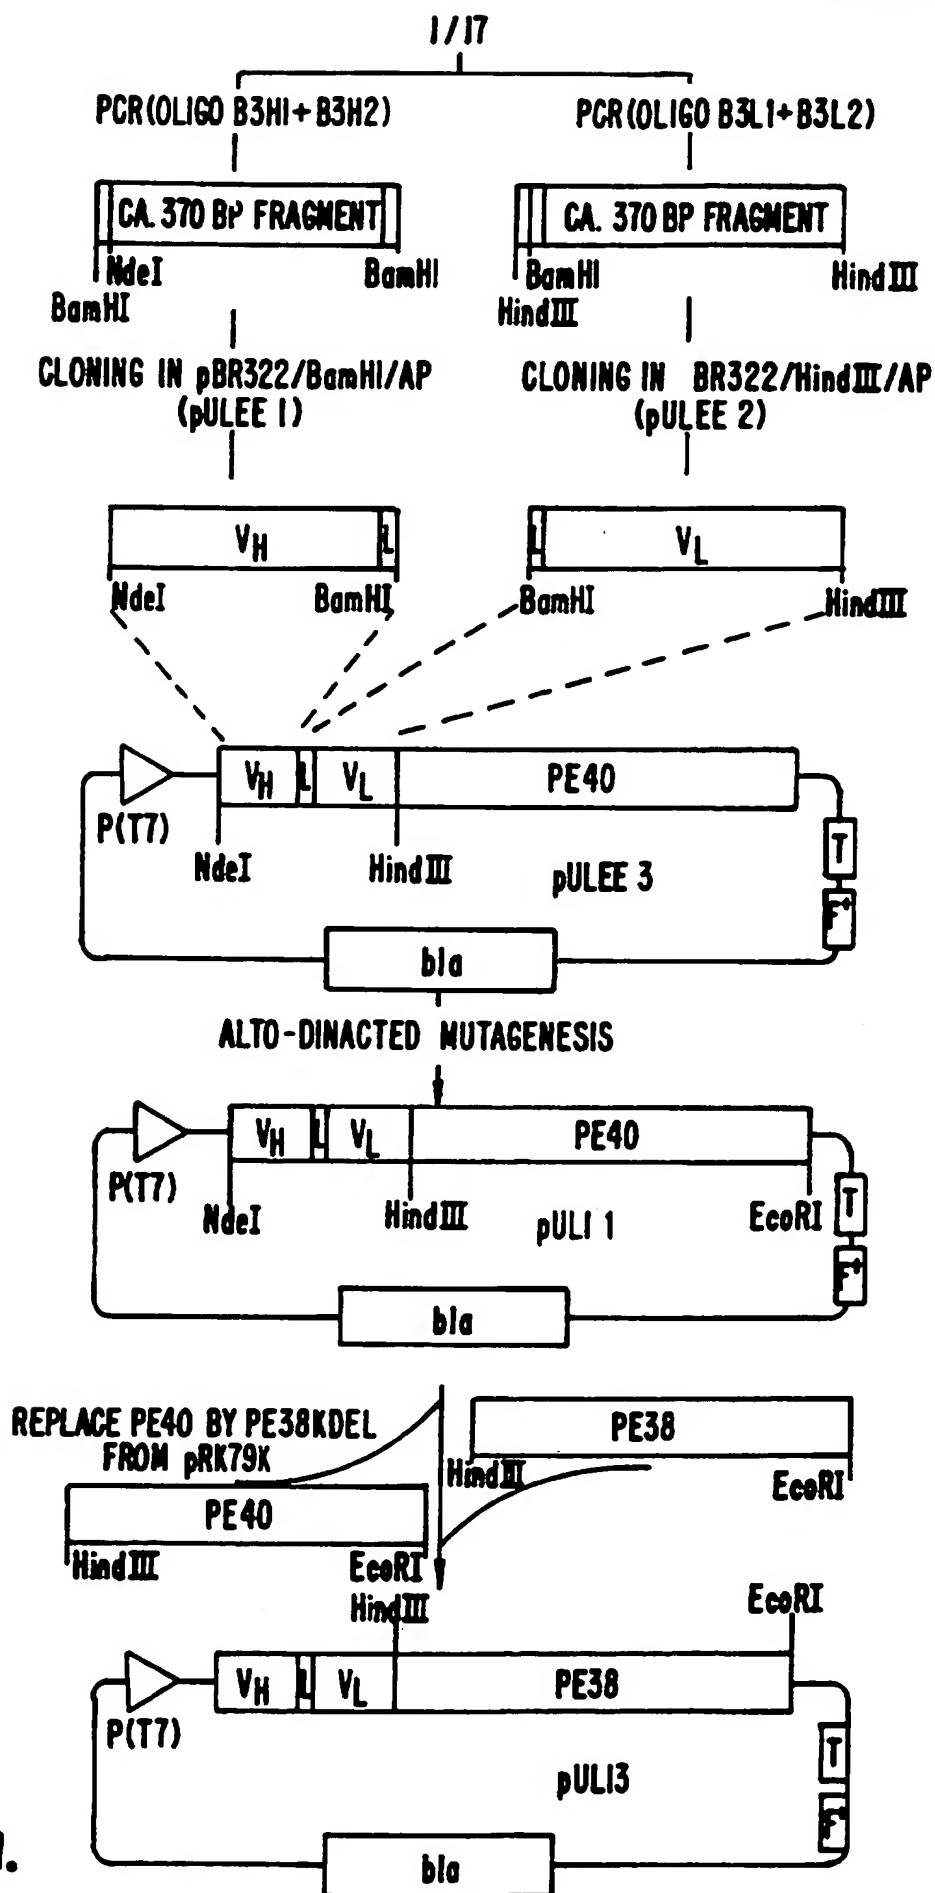 1/17
PCR(OLIGO B3H1+B3H2)
PCR(OLIGO B3L1+B3L2)
CA. 370 BP FRAGMENT
CA. 370 BP FRAGMENT
NdeI
BamHI
BamHI
BamHI
HindIII
HindIII
CLONING IN pBR322/BamHI/AP
(pULEE 1)
CLONING IN BR322/HindIII/AP
(pULEE 2)
VH
L
L
VL
NdeI
BamHI
BamHI
HindIII
VH
L
VL
PE40
P(T7)
NdeI
HindIII
pULEE 3
T
F+
bla
ALTO-DINACTED MUTAGENESIS
VH
L
VL
PE40
P(T7)
NdeI
HindIII
pULI 1
EcoRI
T
F+
bla
REPLACE PE40 BY PE38KDEL
FROM pRK79K
PE38
HindIII
EcoRI
PE40
HindIII
EcoRI
HindIII
EcoRI
VH
L
VL
PE38
P(T7)
pULI3
T
F+
bla